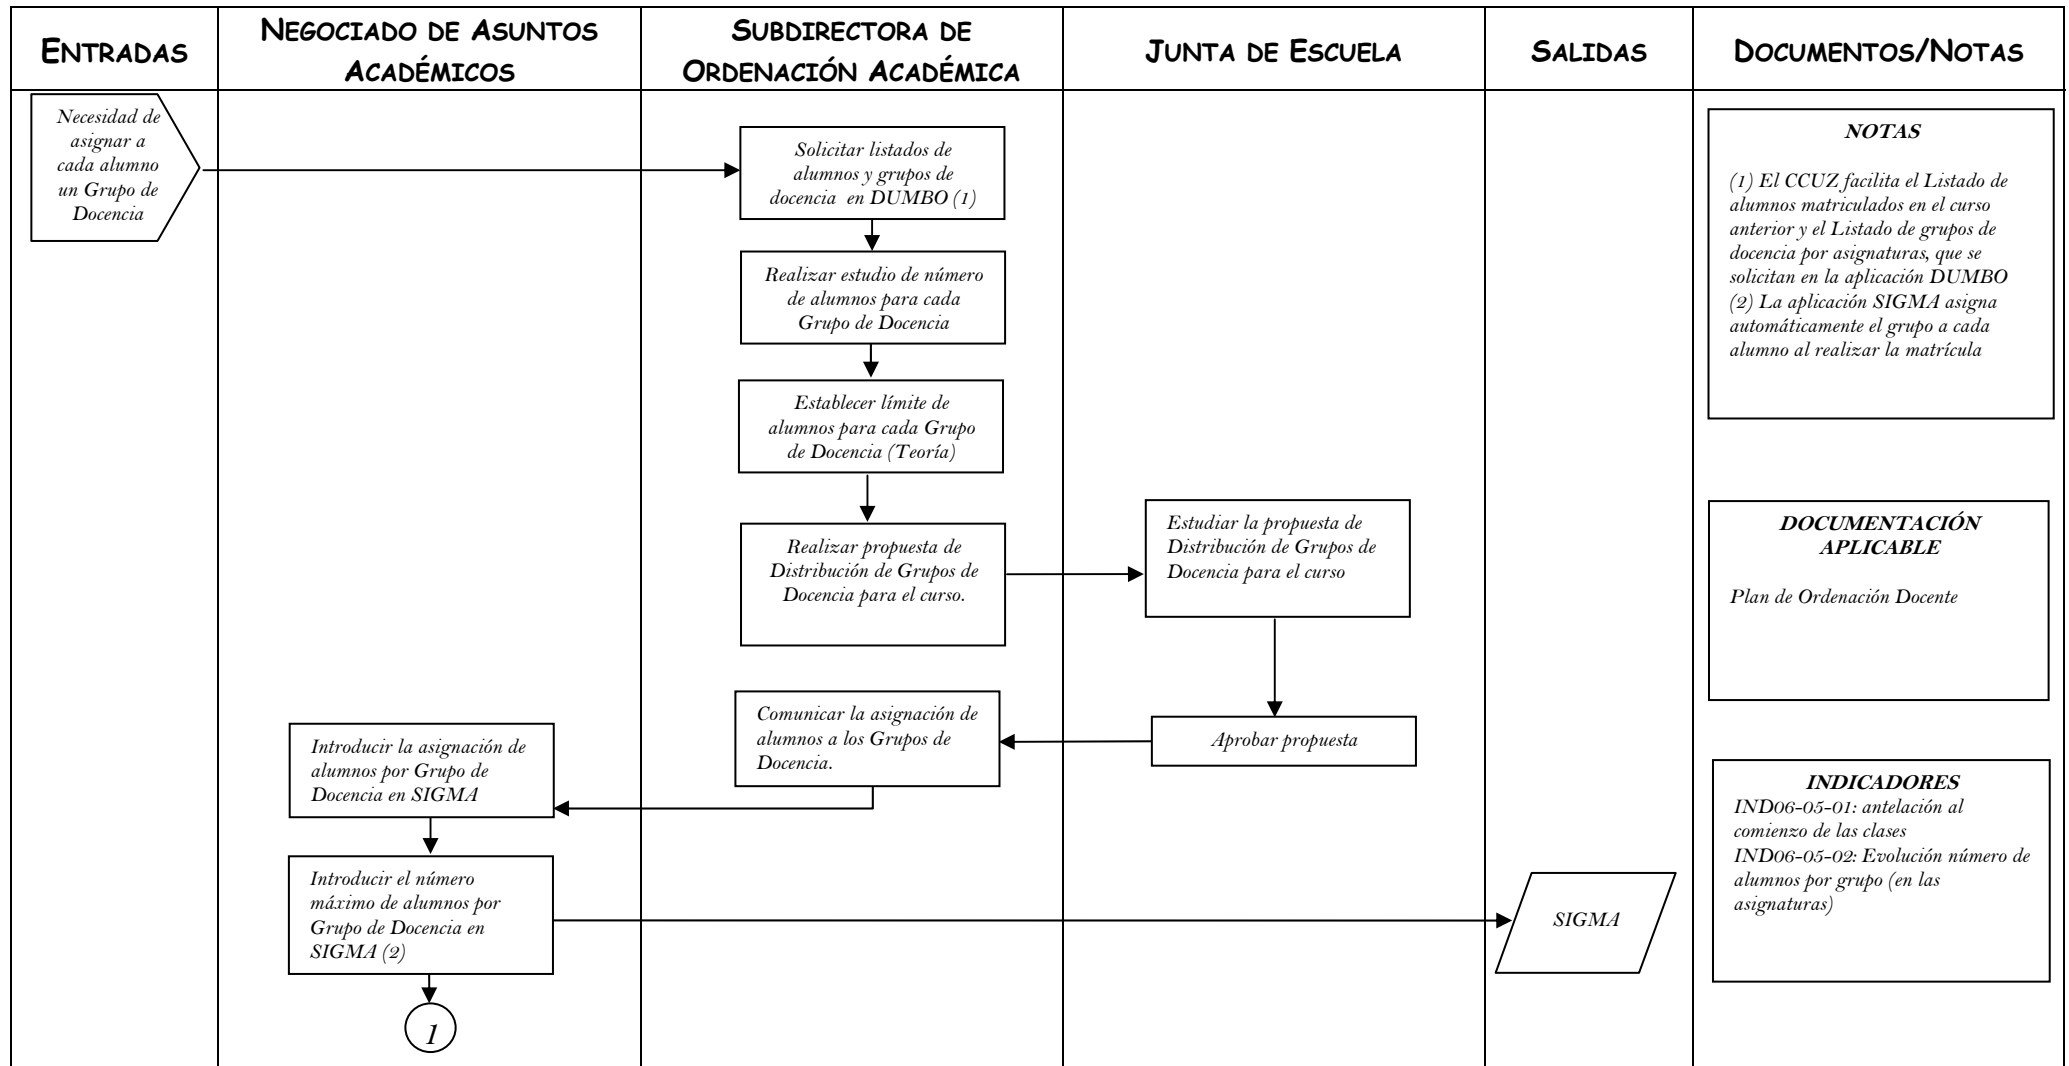 ENTRADAS
NEGOCIADO DE ASUNTOS
ACADÉMICOS
SUBDIRECTORA DE
ORDENACIÓN ACADÉMICA
JUNTA DE ESCUELA
SALIDAS
DOCUMENTOS/NOTAS
Necesidad de
asignar a
cada alumno
un Grupo de
Docencia
Solicitar listados de
alumnos y grupos de
docencia en DUMBO (1)
Realizar estudio de número
de alumnos para cada
Grupo de Docencia
Establecer límite de
alumnos para cada Grupo
de Docencia (Teoría)
Realizar propuesta de
Distribución de Grupos de
Docencia para el curso.
Estudiar la propuesta de
Distribución de Grupos de
Docencia para el curso
Aprobar propuesta
Comunicar la asignación de
alumnos a los Grupos de
Docencia.
Introducir la asignación de
alumnos por Grupo de
Docencia en SIGMA
Introducir el número
máximo de alumnos por
Grupo de Docencia en
SIGMA (2)
1
SIGMA
NOTAS
(1) El CCUZ facilita el Listado de
alumnos matriculados en el curso
anterior y el Listado de grupos de
docencia por asignaturas, que se
solicitan en la aplicación DUMBO
(2) La aplicación SIGMA asigna
automáticamente el grupo a cada
alumno al realizar la matrícula
DOCUMENTACIÓN
APLICABLE
Plan de Ordenación Docente
INDICADORES
IND06-05-01: antelación al
comienzo de las clases
IND06-05-02: Evolución número de
alumnos por grupo (en las
asignaturas)